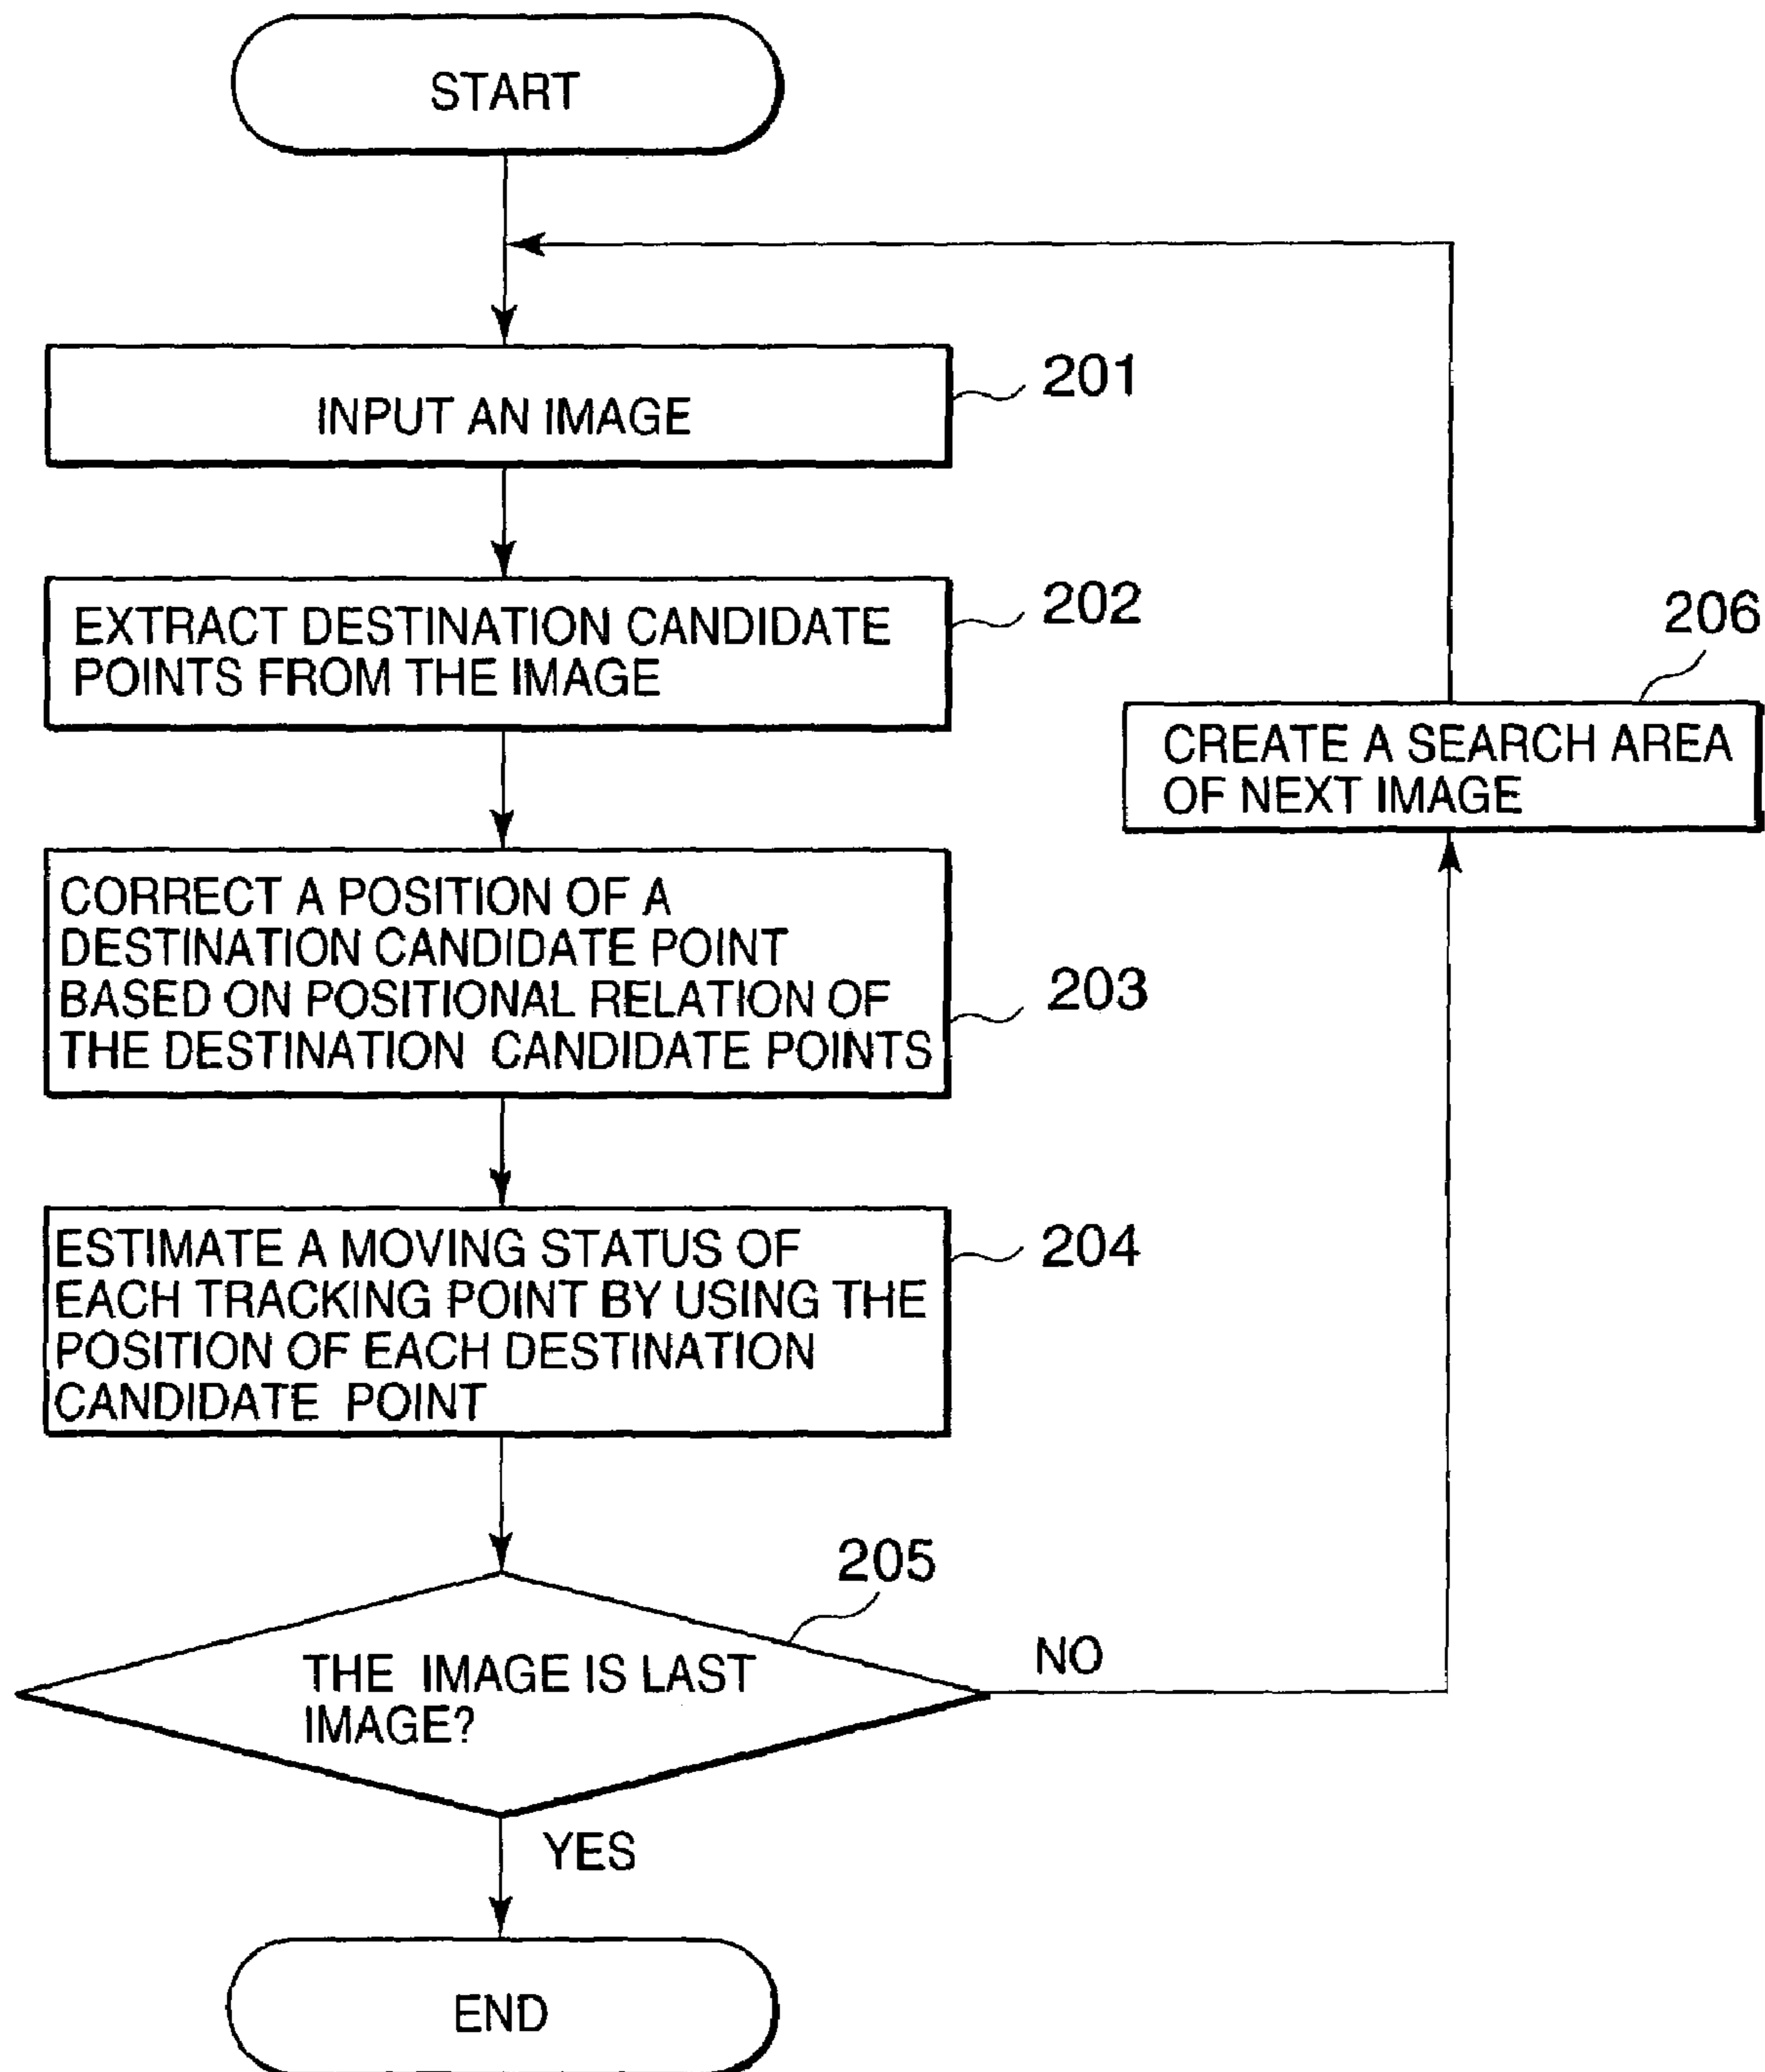 START
INPUT AN IMAGE
201
EXTRACT DESTINATION CANDIDATE
POINTS FROM THE IMAGE
202
CORRECT A POSITION OF A
DESTINATION CANDIDATE POINT
BASED ON POSITIONAL RELATION OF
THE DESTINATION CANDIDATE POINTS
203
ESTIMATE A MOVING STATUS OF
EACH TRACKING POINT BY USING THE
POSITION OF EACH DESTINATION
CANDIDATE POINT
204
205
THE IMAGE IS LAST
IMAGE?
NO
206
CREATE A SEARCH AREA
OF NEXT IMAGE
YES
END